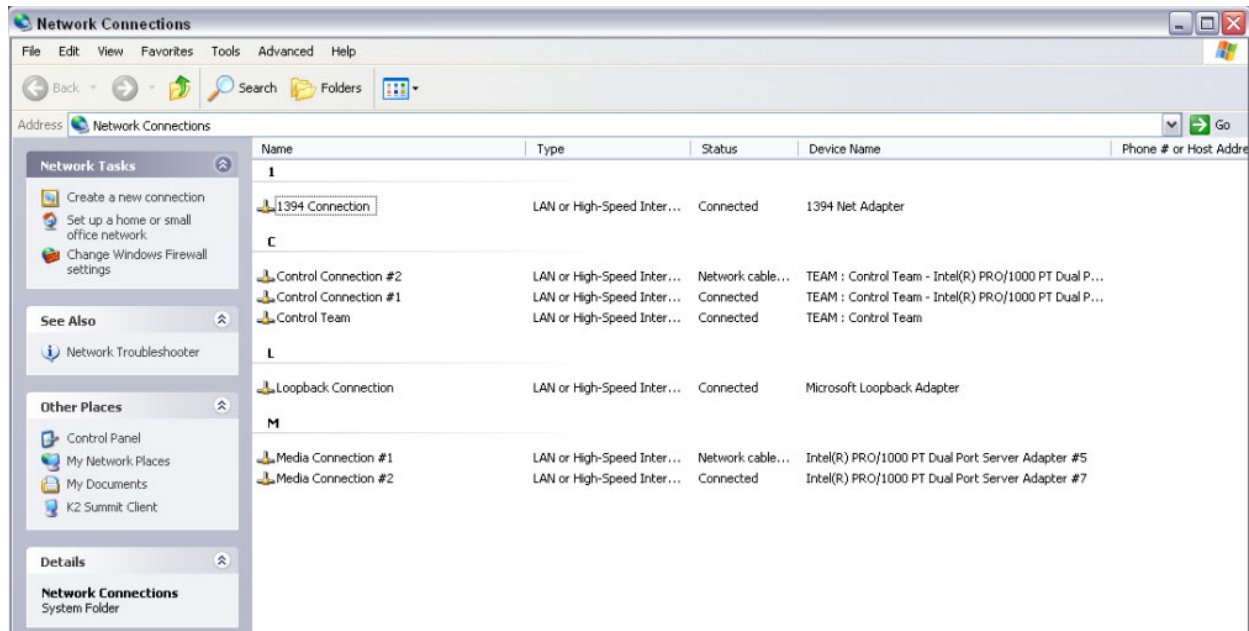 Network Connections
File Edit View Favorites Tools Advanced Help
Back Search Folders
Address Network Connections Go
Name Type Status Device Name Phone # or Host Addre
Network Tasks
Create a new connection
Set up a home or small
office network
Change Windows Firewall
settings
See Also
Network Troubleshooter
Other Places
Control Panel
My Network Places
My Documents
K2 Summit Client
Details
Network Connections
System Folder
1
1394 Connection LAN or High-Speed Inter... Connected 1394 Net Adapter
C
Control Connection #2 LAN or High-Speed Inter... Network cable... TEAM : Control Team - Intel(R) PRO/1000 PT Dual P...
Control Connection #1 LAN or High-Speed Inter... Connected TEAM : Control Team - Intel(R) PRO/1000 PT Dual P...
Control Team LAN or High-Speed Inter... Connected TEAM : Control Team
L
Loopback Connection LAN or High-Speed Inter... Connected Microsoft Loopback Adapter
M
Media Connection #1 LAN or High-Speed Inter... Network cable... Intel(R) PRO/1000 PT Dual Port Server Adapter #5
Media Connection #2 LAN or High-Speed Inter... Connected Intel(R) PRO/1000 PT Dual Port Server Adapter #7